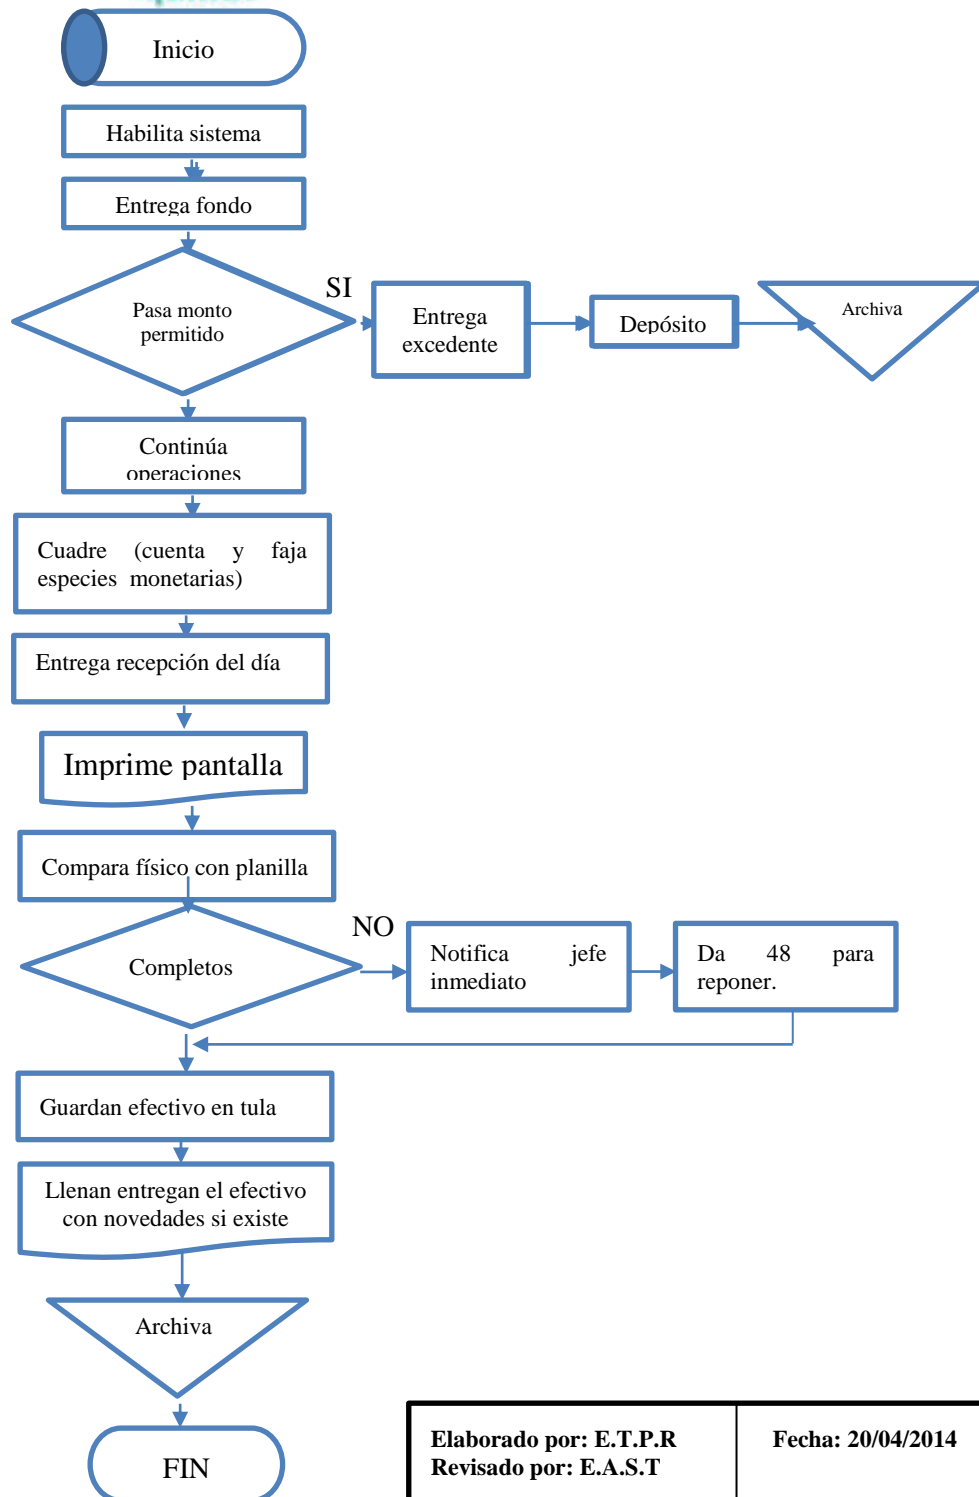 Inicio
Habilita sistema
Entrega fondo
Pasa monto
permitido
SI
Entrega
excedente
Depósito
Archiva
Continúa
operaciones
Cuadre (cuenta y faja
especies monetarias)
Entrega recepción del día
Imprime pantalla
Compara físico con planilla
Completos
NO
Notifica jefe
inmediato
Da 48 para
reponer.
Guardan efectivo en tula
Llenan entregan el efectivo
con novedades si existe
Archiva
FIN
Elaborado por: E.T.P.R
Revisado por: E.A.S.T
Fecha: 20/04/2014